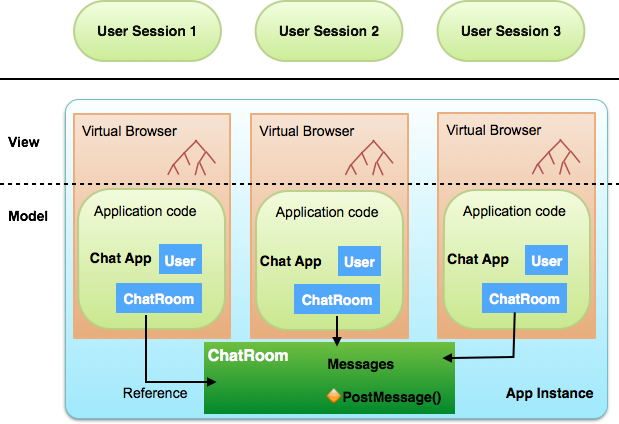 User Session 1
User Session 2
User Session 3
View
Virtual Browser
Virtual Browser
Virtual Browser
Model
Application code
Application code
Application code
Chat App
User
Chat App
User
Chat App
User
ChatRoom
ChatRoom
ChatRoom
ChatRoom
Messages
Reference
PostMessage()
App Instance